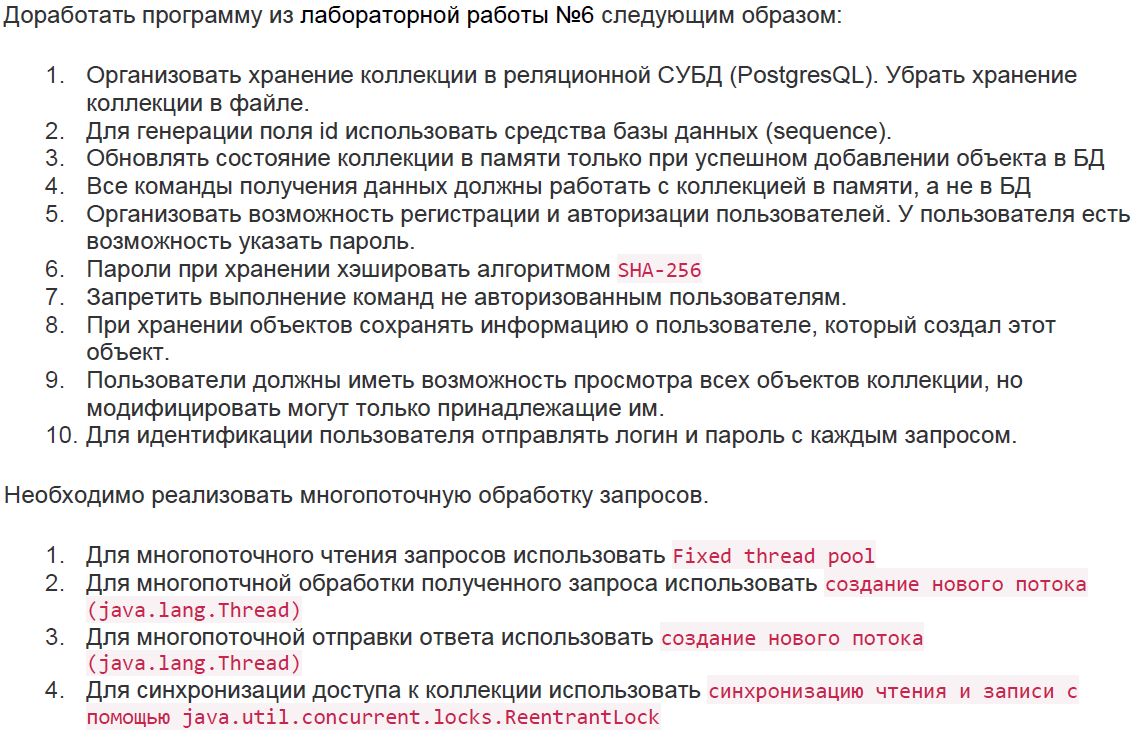 Доработать программу из лабораторной работы №6 следующим образом:
1. Организовать хранение коллекции в реляционной СУБД (PostgresQL). Убрать хранение
коллекции в файле.
2. Для генерации поля id использовать средства базы данных (sequence).
3. Обновлять состояние коллекции в памяти только при успешном добавлении объекта в БД
4. Все команды получения данных должны работать с коллекцией в памяти, а не в БД
5. Организовать возможность регистрации и авторизации пользователей. У пользователя есть
возможность указать пароль.
6. Пароли при хранении хэшировать алгоритмом SHA-256
7. Запретить выполнение команд не авторизованным пользователям.
8. При хранении объектов сохранять информацию о пользователе, который создал этот
объект.
9. Пользователи должны иметь возможность просмотра всех объектов коллекции, но
модифицировать могут только принадлежащие им.
10. Для идентификации пользователя отправлять логин и пароль с каждым запросом.
Необходимо реализовать многопоточную обработку запросов.
1. Для многопоточного чтения запросов использовать Fixed thread pool
2. Для многопотчной обработки полученного запроса использовать создание нового потока
(java.lang.Thread)
3. Для многопоточной отправки ответа использовать создание нового потока
(java.lang.Thread)
4. Для синхронизации доступа к коллекции использовать синхронизацию чтения и записи с
помощью java.util.concurrent.locks.ReentrantLock